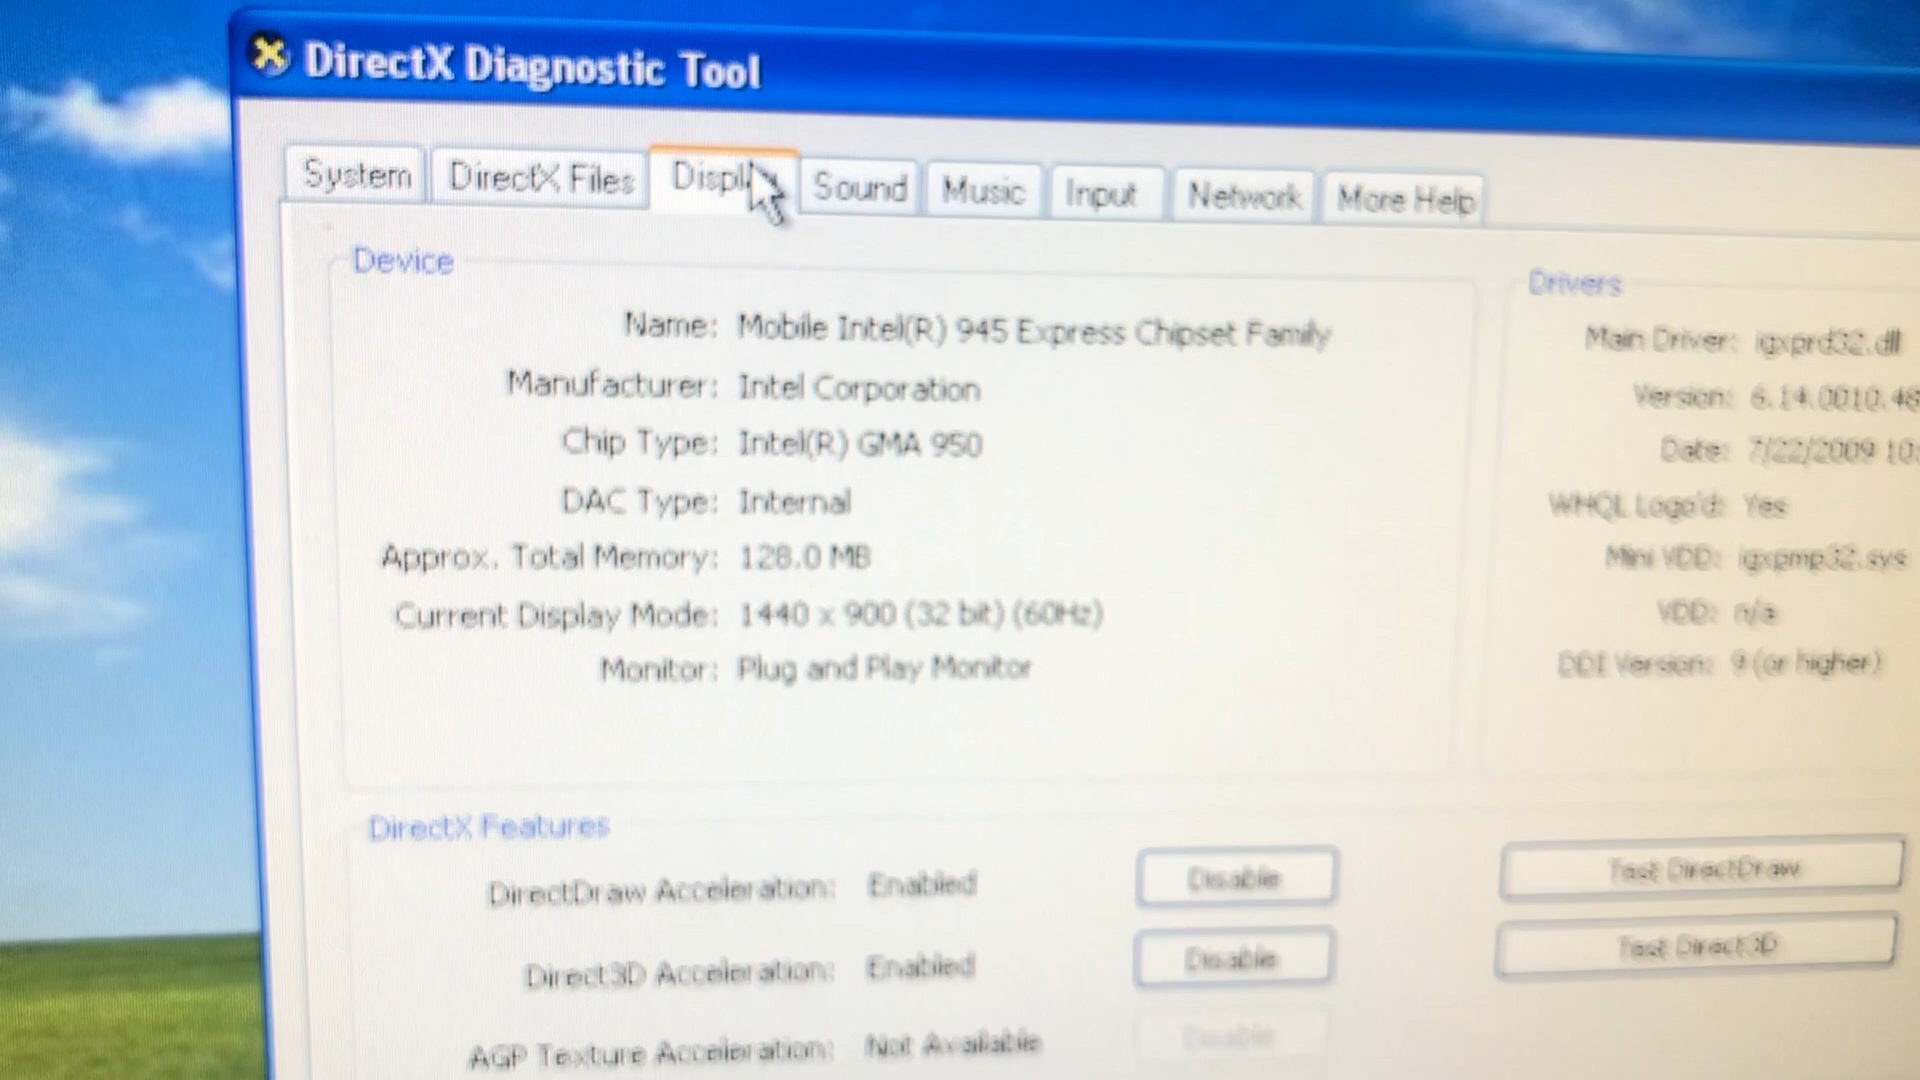 DirectX Diagnostic Tool
System DirectX Files Display Sound Music Input Network More Help
Device
Name: Mobile Intel(R) 945 Express Chipset Family
Manufacturer: Intel Corporation
Chip Type: Intel(R) GMA 950
DAC Type: Internal
Approx. Total Memory: 128.0 MB
Current Display Mode: 1440 x 900 (32 bit) (60Hz)
Monitor: Plug and Play Monitor
Drivers
Main Driver: igxprd32.dll
Version: 6.14.0010.48
Date: 7/22/2009 10:
WHQL Logo'd: Yes
Mini VDD: igxpmp32.sys
VDD: n/a
DDI Version: 9 (or higher)
DirectX Features
DirectDraw Acceleration: Enabled Disable Test DirectDraw
Direct3D Acceleration: Enabled Disable Test Direct3D
AGP Texture Acceleration: Not Available Disable